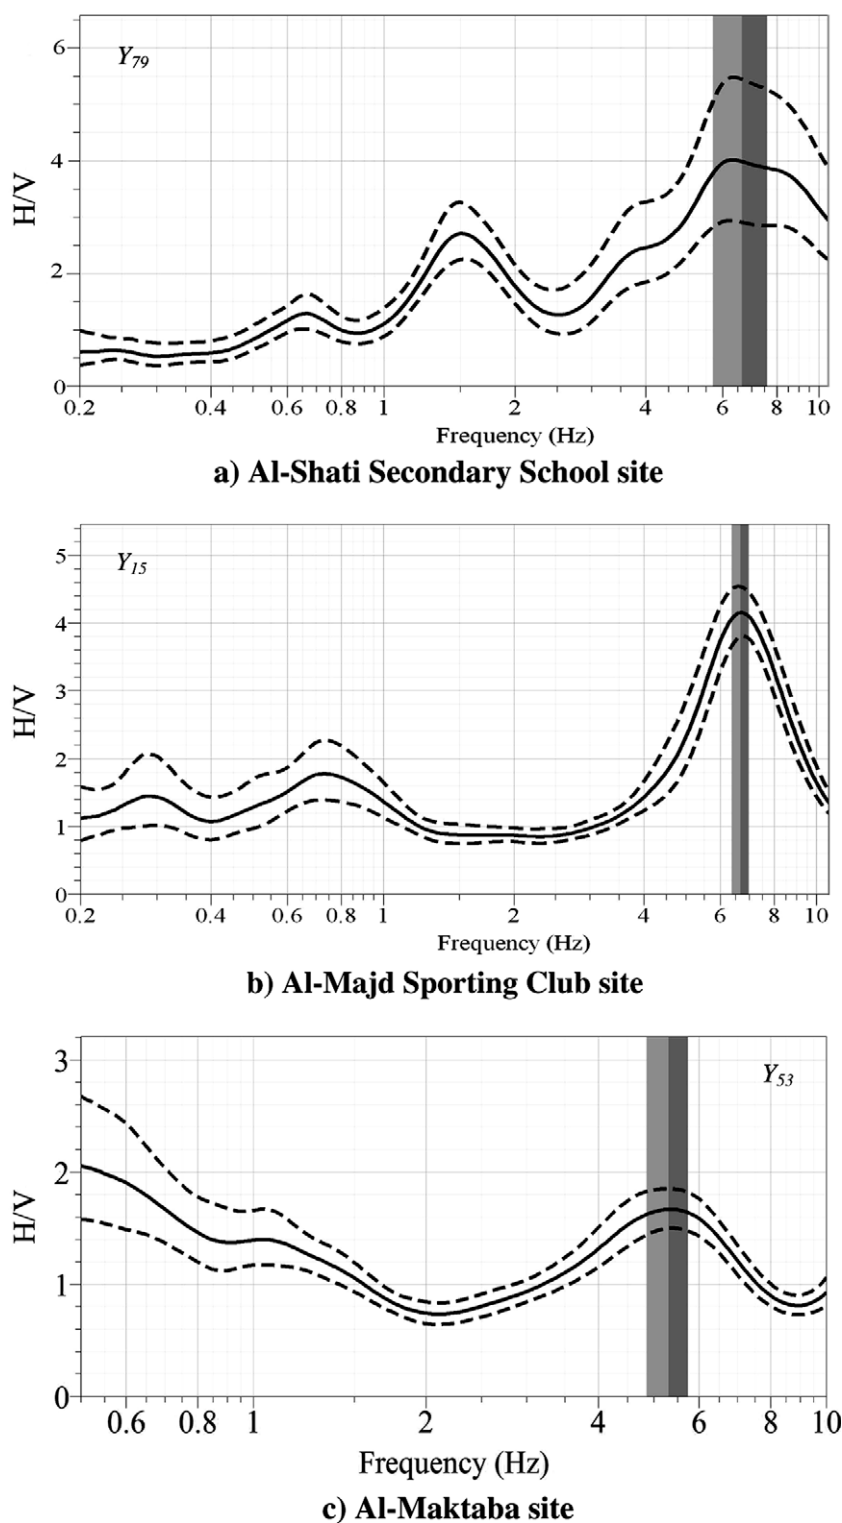 Y79
H/V
6
4
2
0
0.2 0.4 0.6 0.8 1 2 4 6 8 10
Frequency (Hz)
a) Al-Shati Secondary School site
Y15
H/V
5
4
3
2
1
0
0.2 0.4 0.6 0.8 1 2 4 6 8 10
Frequency (Hz)
b) Al-Majd Sporting Club site
Y53
H/V
3
2
1
0
0.6 0.8 1 2 4 6 8 10
Frequency (Hz)
c) Al-Maktaba site